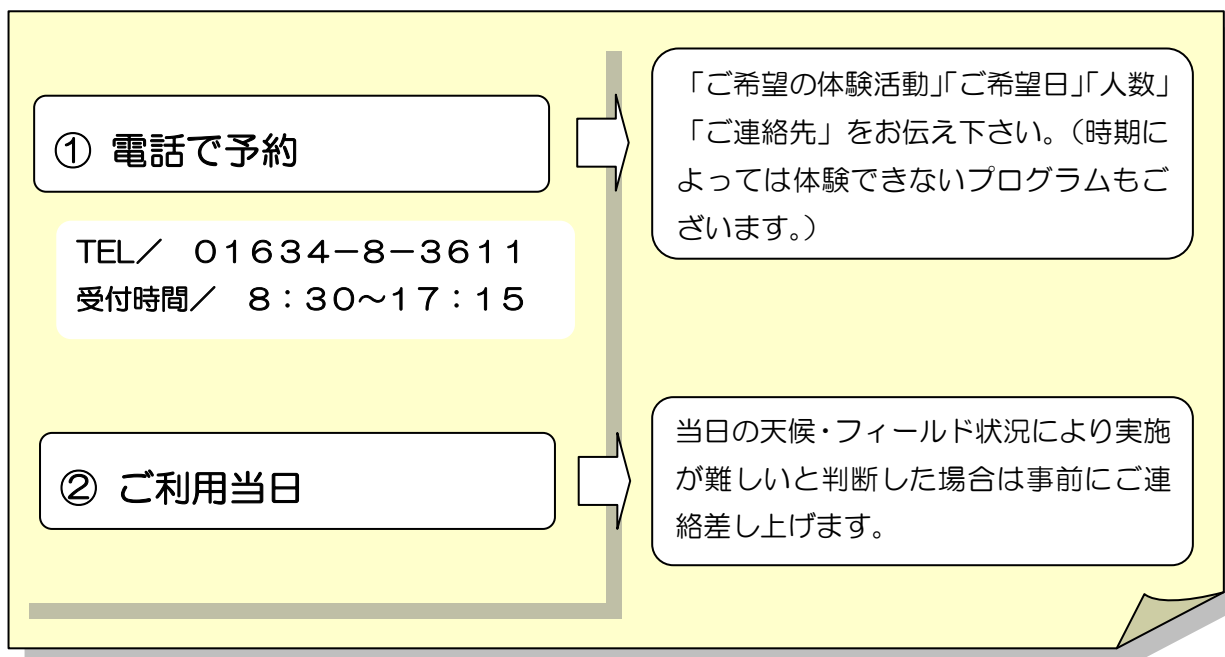 ① 電話で予約
「ご希望の体験活動」「ご希望日」「人数」
「ご連絡先」をお伝え下さい。（時期に
よっては体験できないプログラムもご
ざいます。）
TEL／ ０１６３４－８－３６１１
受付時間／ ８：３０～１７：１５
② ご利用当日
当日の天候・フィールド状況により実施
が難しいと判断した場合は事前にご連
絡差し上げます。